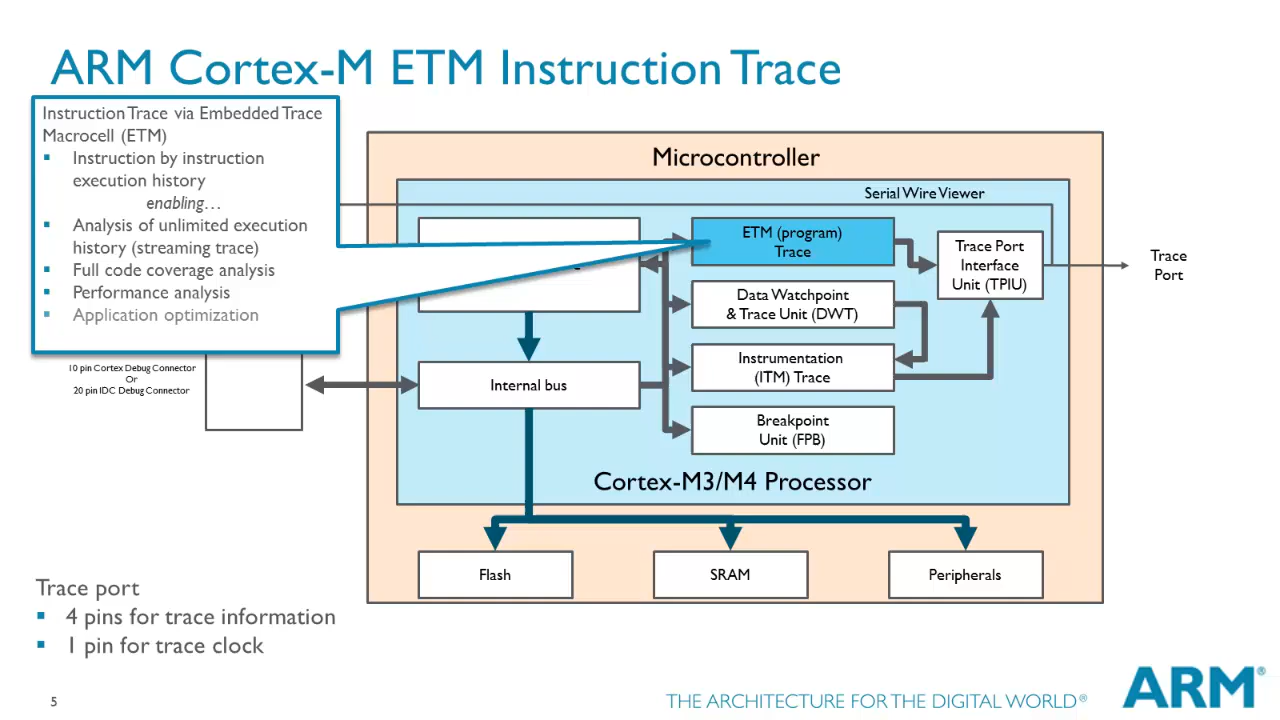 ARM Cortex-M ETM Instruction Trace
Instruction Trace via Embedded Trace
Macrocell (ETM)
▪ Instruction by instruction
execution history
enabling…
▪ Analysis of unlimited execution
history (streaming trace)
▪ Full code coverage analysis
▪ Performance analysis
▪ Application optimization
10 pin Cortex Debug Connector
Or
20 pin IDC Debug Connector
Microcontroller
Serial Wire Viewer
ETM (program)
Trace
Trace Port
Interface
Unit (TPIU)
Trace
Port
Data Watchpoint
& Trace Unit (DWT)
Instrumentation
(ITM) Trace
Internal bus
Breakpoint
Unit (FPB)
Cortex-M3/M4 Processor
Flash
SRAM
Peripherals
Trace port
▪ 4 pins for trace information
▪ 1 pin for trace clock
5
THE ARCHITECTURE FOR THE DIGITAL WORLD®
ARM®